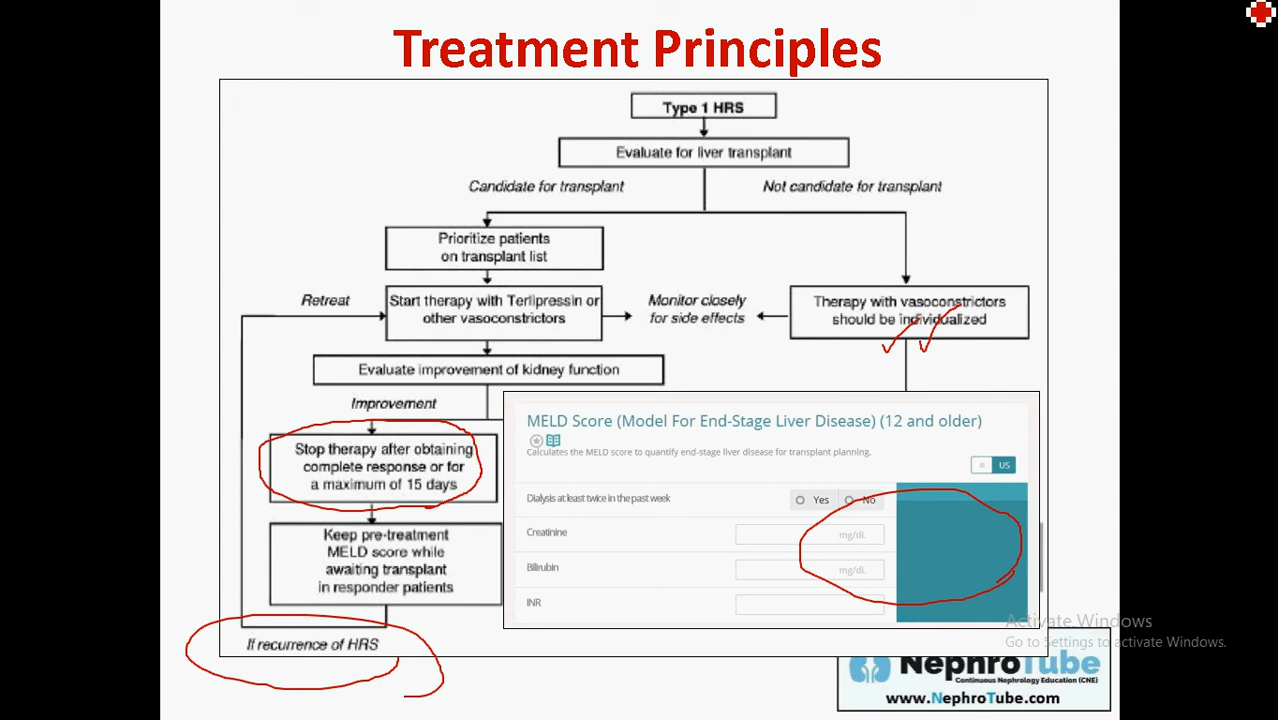 Treatment Principles
Type 1 HRS
Evaluate for liver transplant
Candidate for transplant
Not candidate for transplant
Prioritize patients
on transplant list
Retreat
Start therapy with Terlipressin or
other vasoconstrictors
Monitor closely
for side effects
Therapy with vasoconstrictors
should be individualized
Evaluate improvement of kidney function
Improvement
Stop therapy after obtaining
complete response or for
a maximum of 15 days
Keep pre-treatment
MELD score while
awaiting transplant
in responder patients
If recurrence of HRS
MELD Score (Model For End-Stage Liver Disease) (12 and older)
Calculates the MELD score to quantify end-stage liver disease for transplant planning.
US
Dialysis at least twice in the past week
Yes
No
Creatinine
mg/dL
Bilirubin
mg/dL
INR
Activate Windows
Go to Settings to activate Windows.
NephroTube
Continuous Nephrology Education (CNE)
www.NephroTube.com